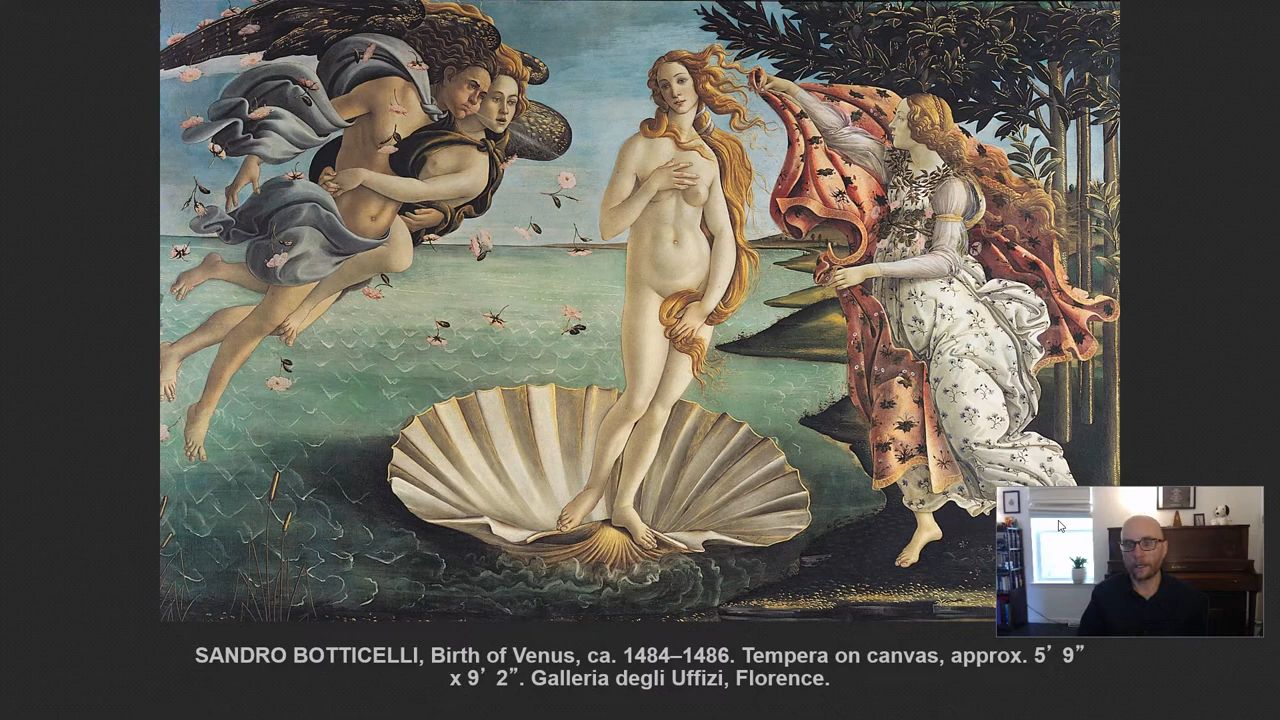 SANDRO BOTTICELLI, Birth of Venus, ca. 1484–1486. Tempera on canvas, approx. 5’ 9”
x 9’ 2”. Galleria degli Uffizi, Florence.